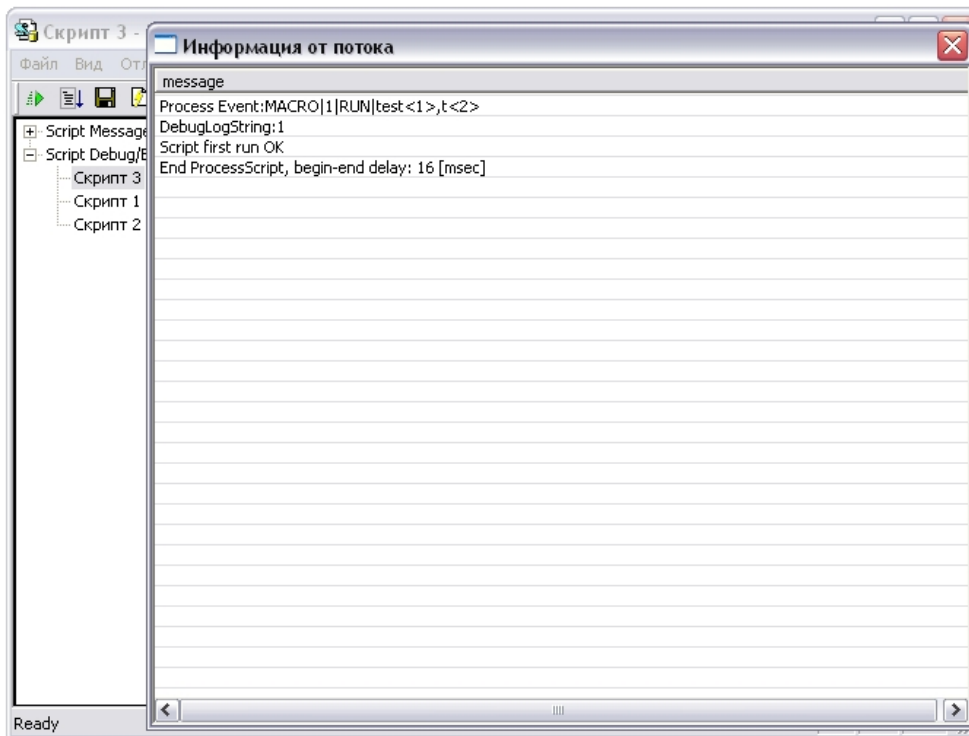 Скрипт 3 -
Файл Вид
Информация от потока
message
Process Event:MACRO|1|RUN|test<1>,t<2>
DebugLogString:1
Script first run OK
End ProcessScript, begin-end delay: 16 [msec]
Script Message
Script Debug/
Скрипт 3
Скрипт 1
Скрипт 2
Ready